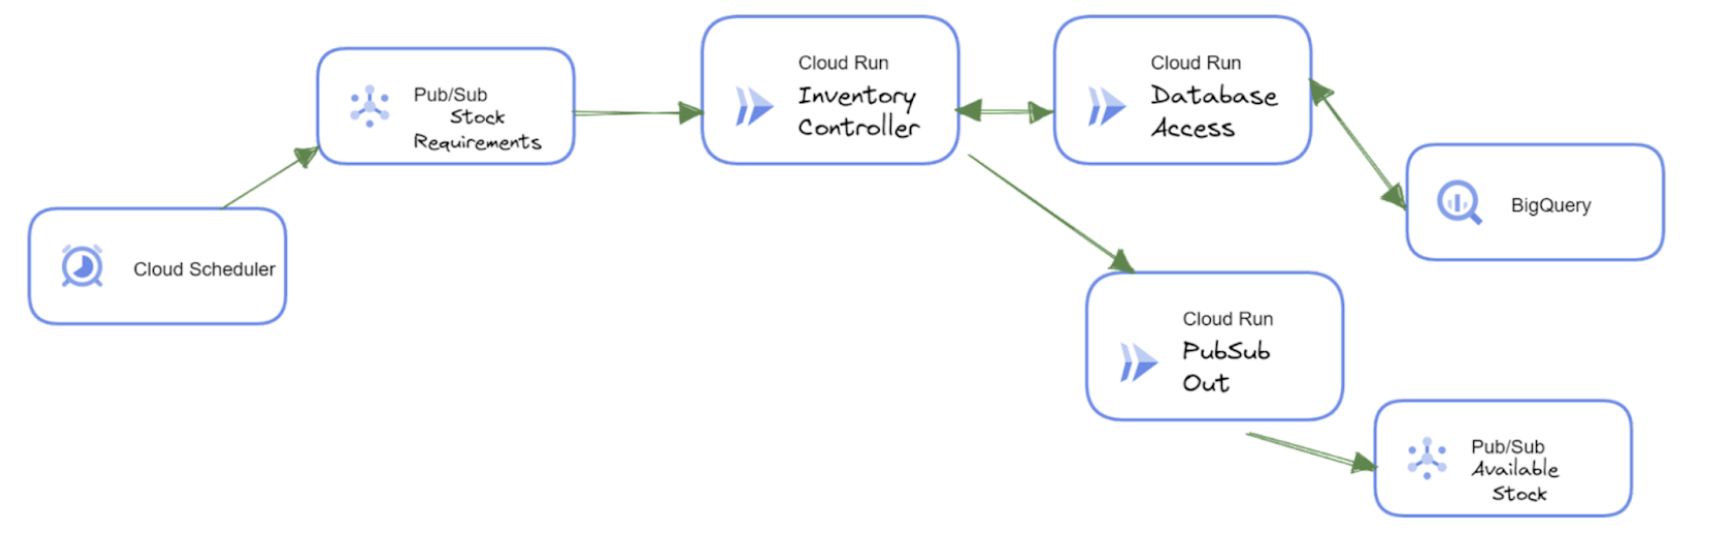 Cloud Scheduler
Pub/Sub
Stock
Requirements
Cloud Run
Inventory
Controller
Cloud Run
Database
Access
BigQuery
Cloud Run
PubSub
Out
Pub/Sub
Available
Stock